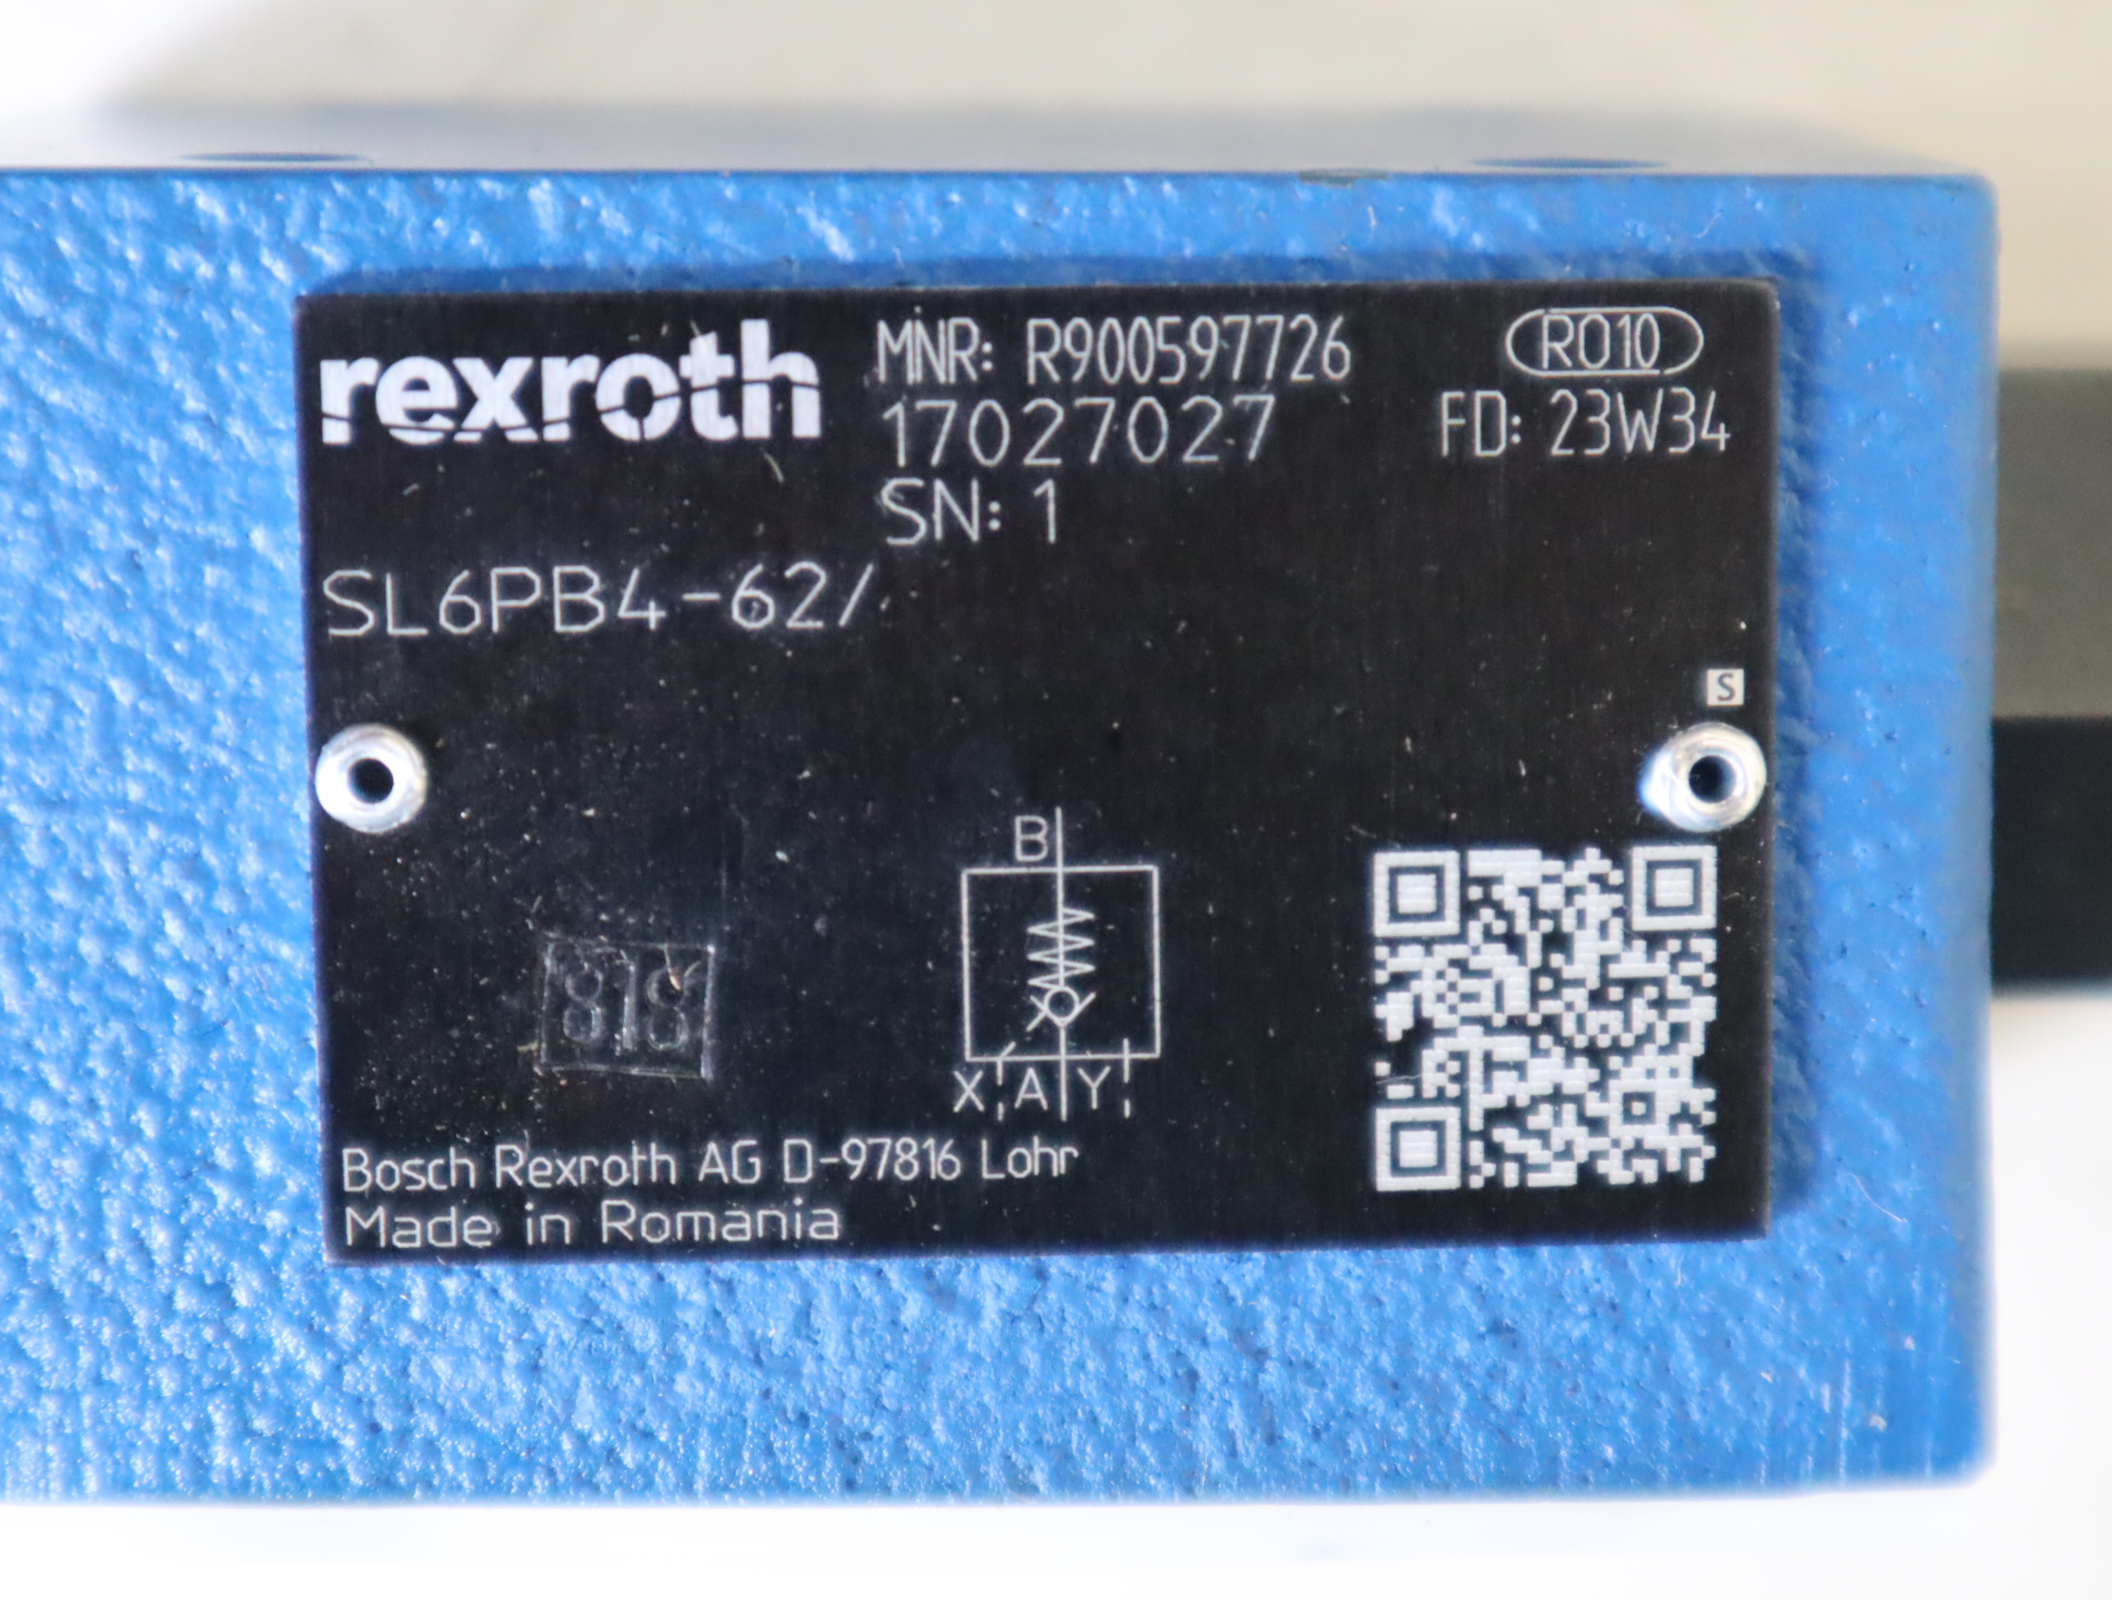 rexroth
MNR: R900597726
RO10
17027027
FD: 23W34
SN: 1
SL6PB4-62/
S
B
818
X A Y
Bosch Rexroth AG D-97816 Lohr
Made in Romania